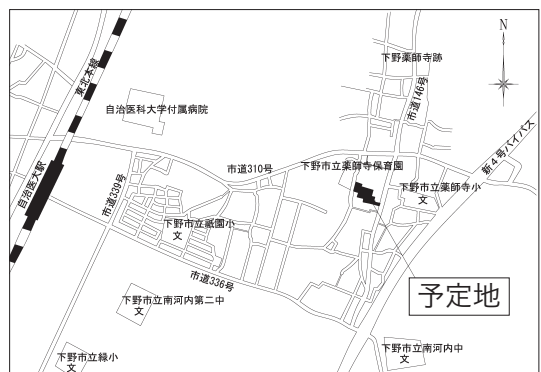 N
下野薬師寺跡
東北本線
市道146号
自治医科大学付属病院
新4号バイパス
市道310号
下野市立薬師寺保育園
自治医大駅
市道339号
下野市立薬師寺小
文
下野市立祇園小
文
市道336号
予定地
下野市立南河内第二中
文
下野市立緑小
文
下野市立南河内中
文